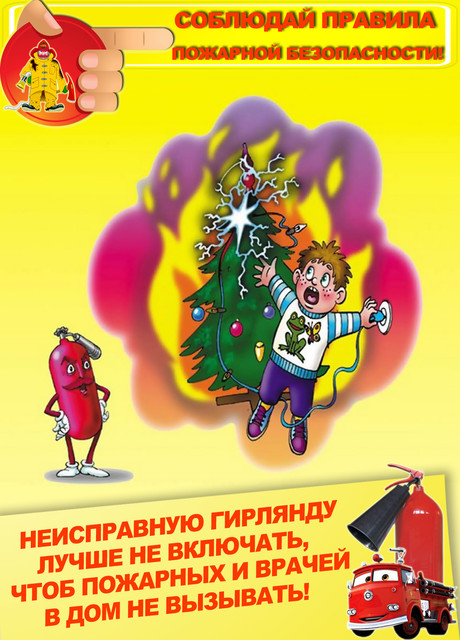 СОБЛЮДАЙ ПРАВИЛА
ПОЖАРНОЙ БЕЗОПАСНОСТИ!
НЕИСПРАВНУЮ ГИРЛЯНДУ
ЛУЧШЕ НЕ ВКЛЮЧАТЬ,
ЧТОБ ПОЖАРНЫХ И ВРАЧЕЙ
В ДОМ НЕ ВЫЗЫВАТЬ!